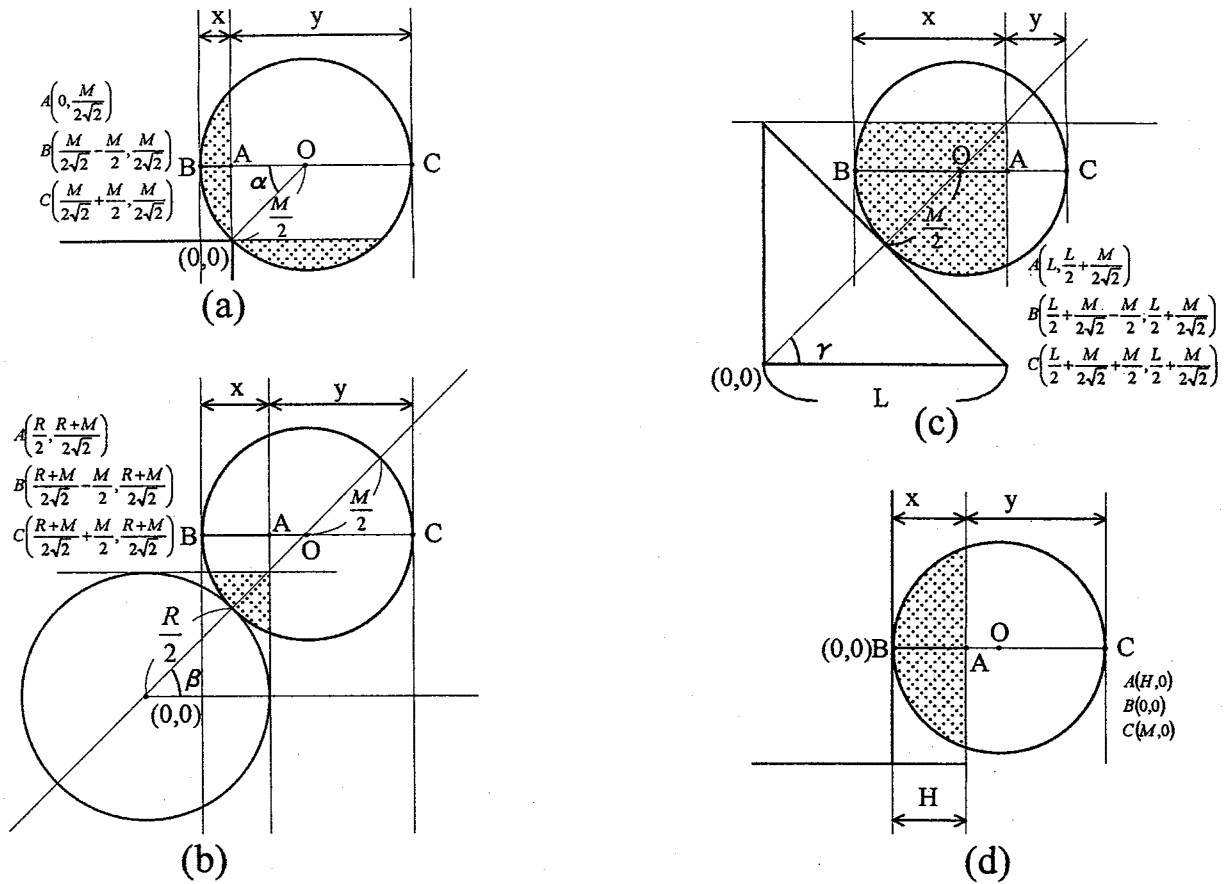 x
y
A(0, M/2√2)
B(M/2√2 - M/2, M/2√2)
C(M/2√2 + M/2, M/2√2)
B
A
O
C
α
M/2
(0,0)
(a)
x
y
A(R/2, R+M/2√2)
B(R+M/2√2 - M/2, R+M/2√2)
C(R+M/2√2 + M/2, R+M/2√2)
B
A
O
C
M/2
R/2
β
(0,0)
(b)
x
y
B
O
A
C
M/2
A(L, L/2 + M/2√2)
B(L/2 + M/2√2 - M/2, L/2 + M/2√2)
C(L/2 + M/2√2 + M/2, L/2 + M/2√2)
γ
(0,0)
L
(c)
x
y
(0,0)B
A
O
C
A(H,0)
B(0,0)
C(M,0)
H
(d)